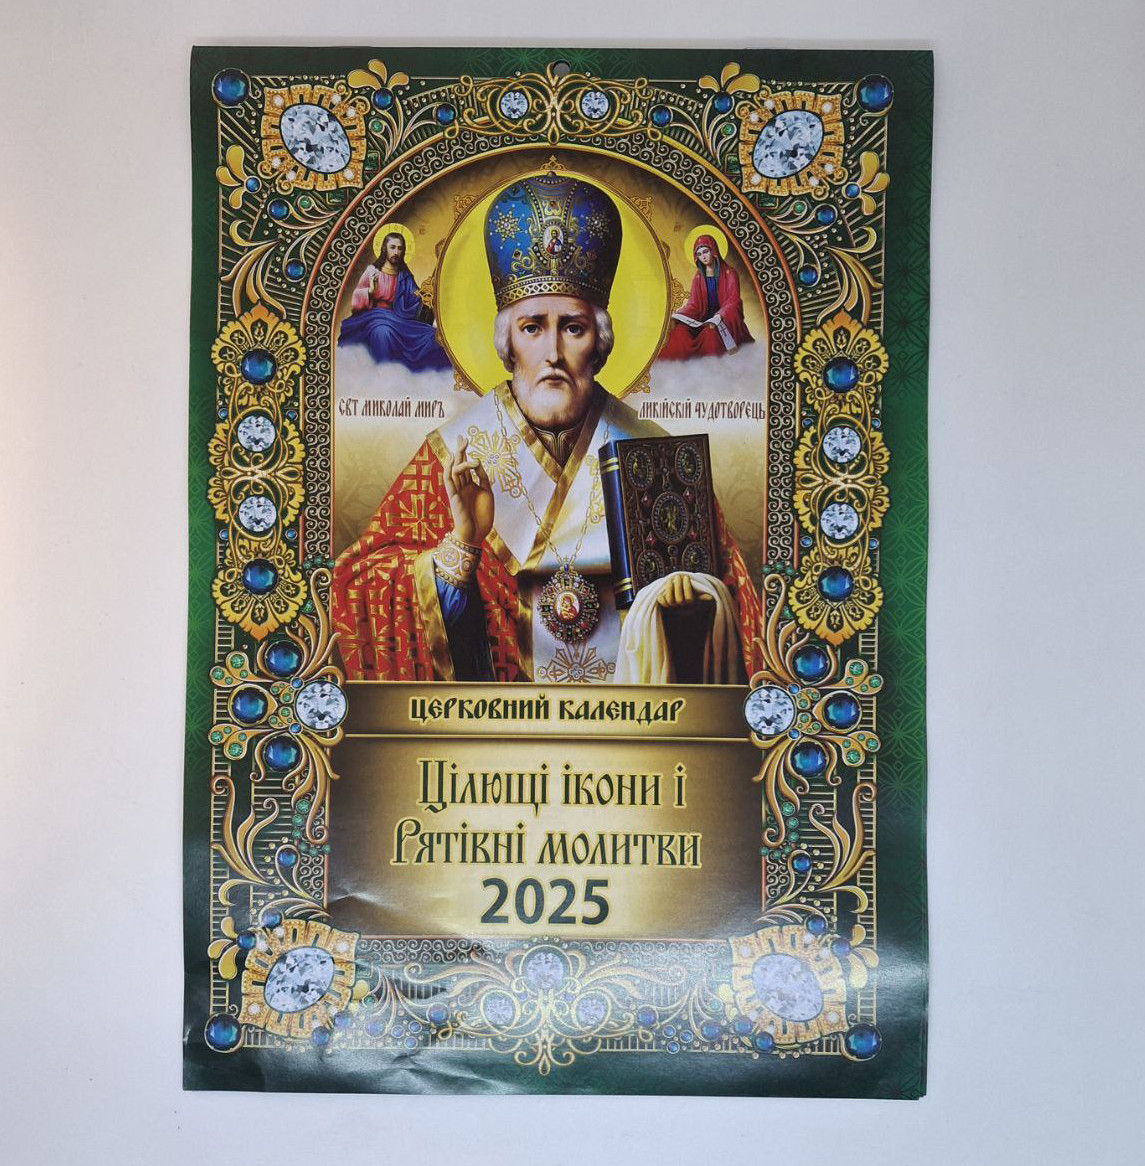 СВТ МИКОЛАЙ МИРЪ ЛИКІЙСКІЙ ЧУДОТВОРЕЦЬ
ЦЕРКОВНИЙ КАЛЕНДАР
Цілющі ікони і
Рятівні молитви
2025